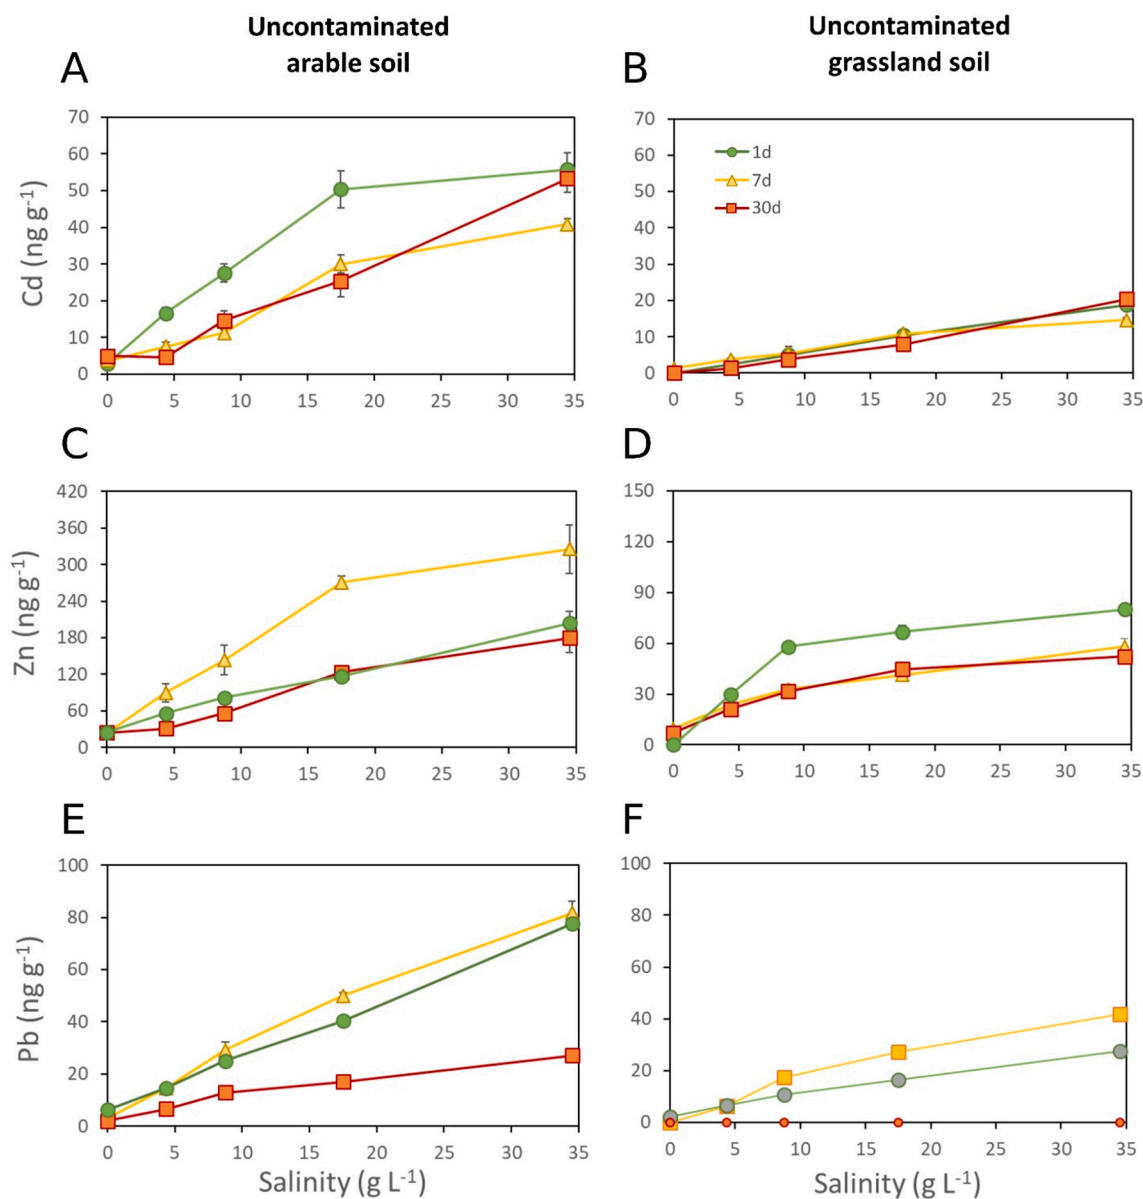 Uncontaminated
arable soil
Uncontaminated
grassland soil
A
B
70
60
50
40
30
20
10
0
Cd (ng g⁻¹)
0 5 10 15 20 25 30 35
70
60
50
40
30
20
10
0
1d
7d
30d
0 5 10 15 20 25 30 35
C
D
420
360
300
240
180
120
60
0
Zn (ng g⁻¹)
0 5 10 15 20 25 30 35
150
120
90
60
30
0
0 5 10 15 20 25 30 35
E
F
100
80
60
40
20
0
Pb (ng g⁻¹)
0 5 10 15 20 25 30 35
Salinity (g L⁻¹)
100
80
60
40
20
0
0 5 10 15 20 25 30 35
Salinity (g L⁻¹)